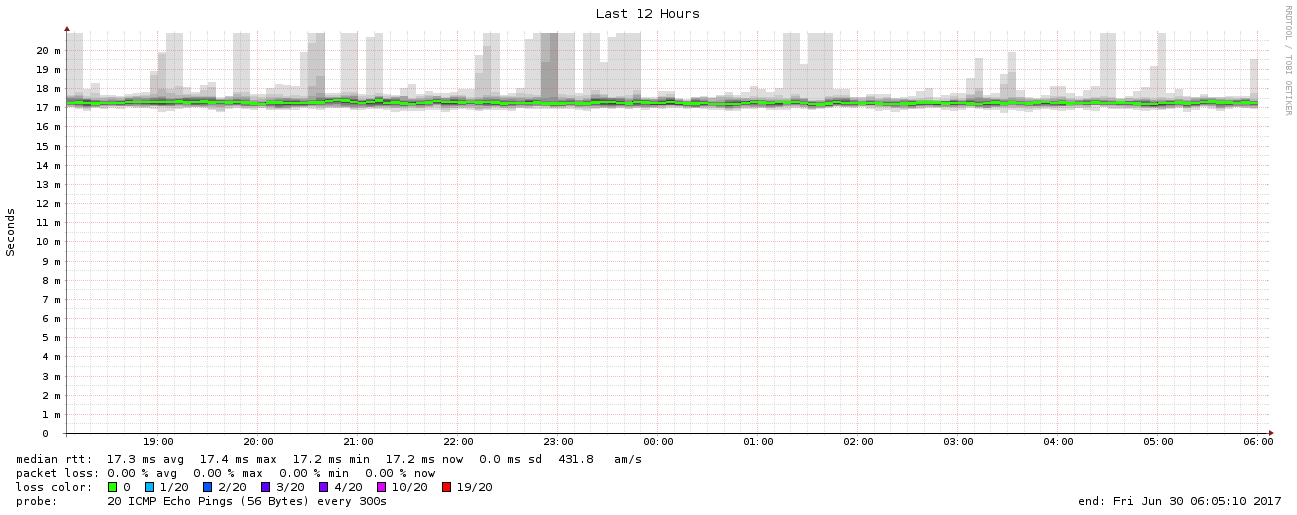 Last 12 Hours
RRDTOOL / TOBI OETIKER
Seconds
20 m
19 m
18 m
17 m
16 m
15 m
14 m
13 m
12 m
11 m
10 m
9 m
8 m
7 m
6 m
5 m
4 m
3 m
2 m
1 m
0
19:00 20:00 21:00 22:00 23:00 00:00 01:00 02:00 03:00 04:00 05:00 06:00
median rtt: 17.3 ms avg 17.4 ms max 17.2 ms min 17.2 ms now 0.0 ms sd 431.8 am/s
packet loss: 0.00 % avg 0.00 % max 0.00 % min 0.00 % now
loss color: 0 1/20 2/20 3/20 4/20 10/20 19/20
probe: 20 ICMP Echo Pings (56 Bytes) every 300s end: Fri Jun 30 06:05:10 2017